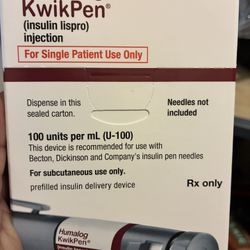 KwikPen®
(insulin lispro)
injection
For Single Patient Use Only
Dispense in this
sealed carton.
Needles not
included
100 units per mL (U-100)
This device is recommended for use with
Becton, Dickinson and Company's insulin pen needles
For subcutaneous use only.
prefilled insulin delivery device
Rx only
Humalog
KwikPen®